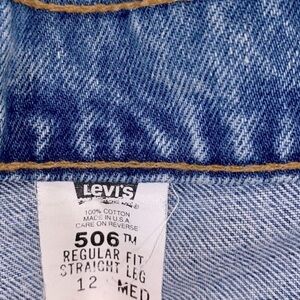 LEVI'S
100% COTTON
MADE IN U.S.A
CARE ON REVERSE
506™
REGULAR FIT
STRAIGHT LEG
12 MED